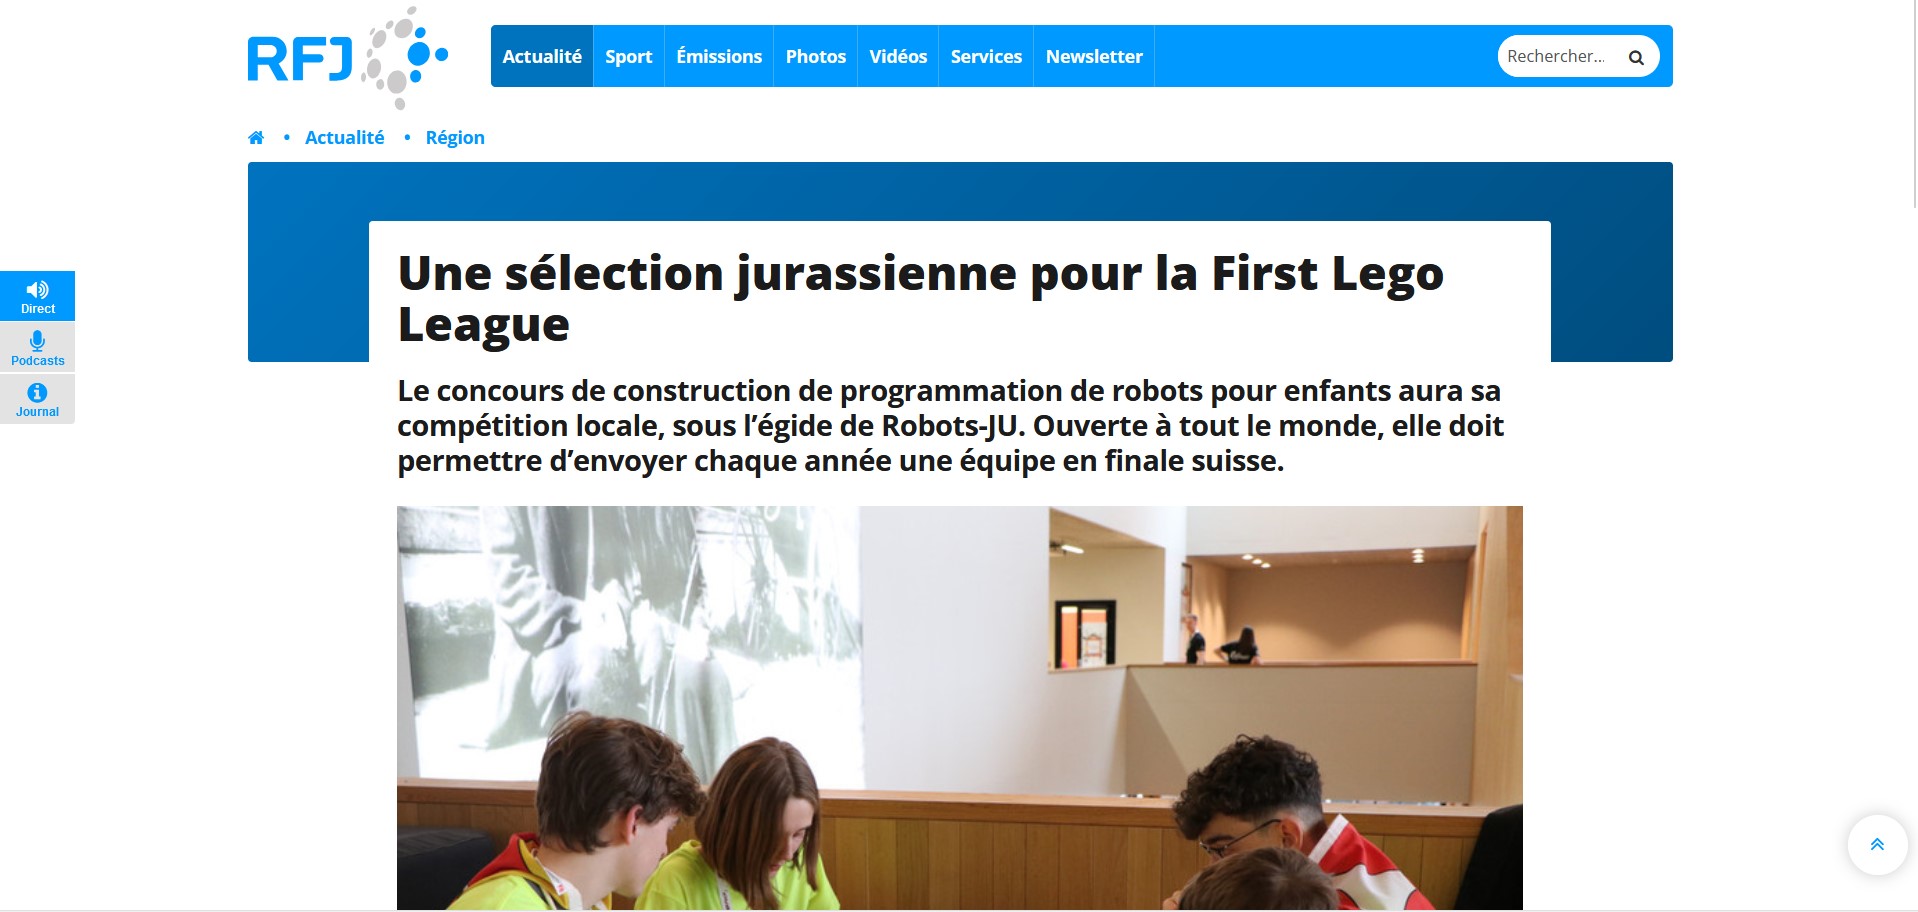 RFJ
Actualité Sport Émissions Photos Vidéos Services Newsletter Rechercher...
• Actualité • Région
Une sélection jurassienne pour la First Lego
League
Le concours de construction de programmation de robots pour enfants aura sa
compétition locale, sous l’égide de Robots-JU. Ouverte à tout le monde, elle doit
permettre d’envoyer chaque année une équipe en finale suisse.
Direct
Podcasts
Journal